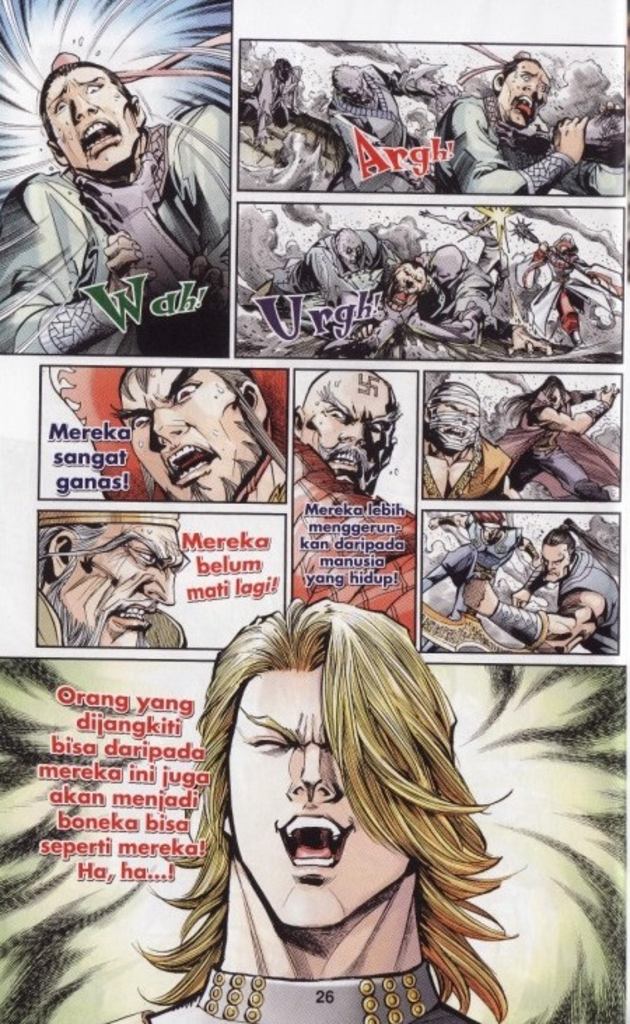 Wah!
Argh!
Urgh!
Mereka
sangat
ganas!
Mereka lebih
menggerun-
kan daripada
manusia
yang hidup!
Mereka
belum
mati lagi!
Orang yang
dijangkiti
bisa daripada
mereka ini juga
akan menjadi
boneka bisa
seperti mereka!
Ha, ha...!
26